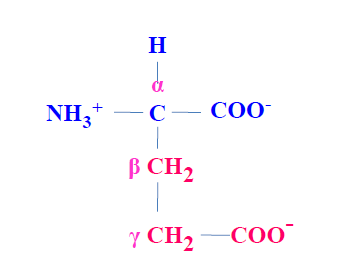 H
α
NH₃⁺ — C — COO⁻
β CH₂
γ CH₂ — COO⁻